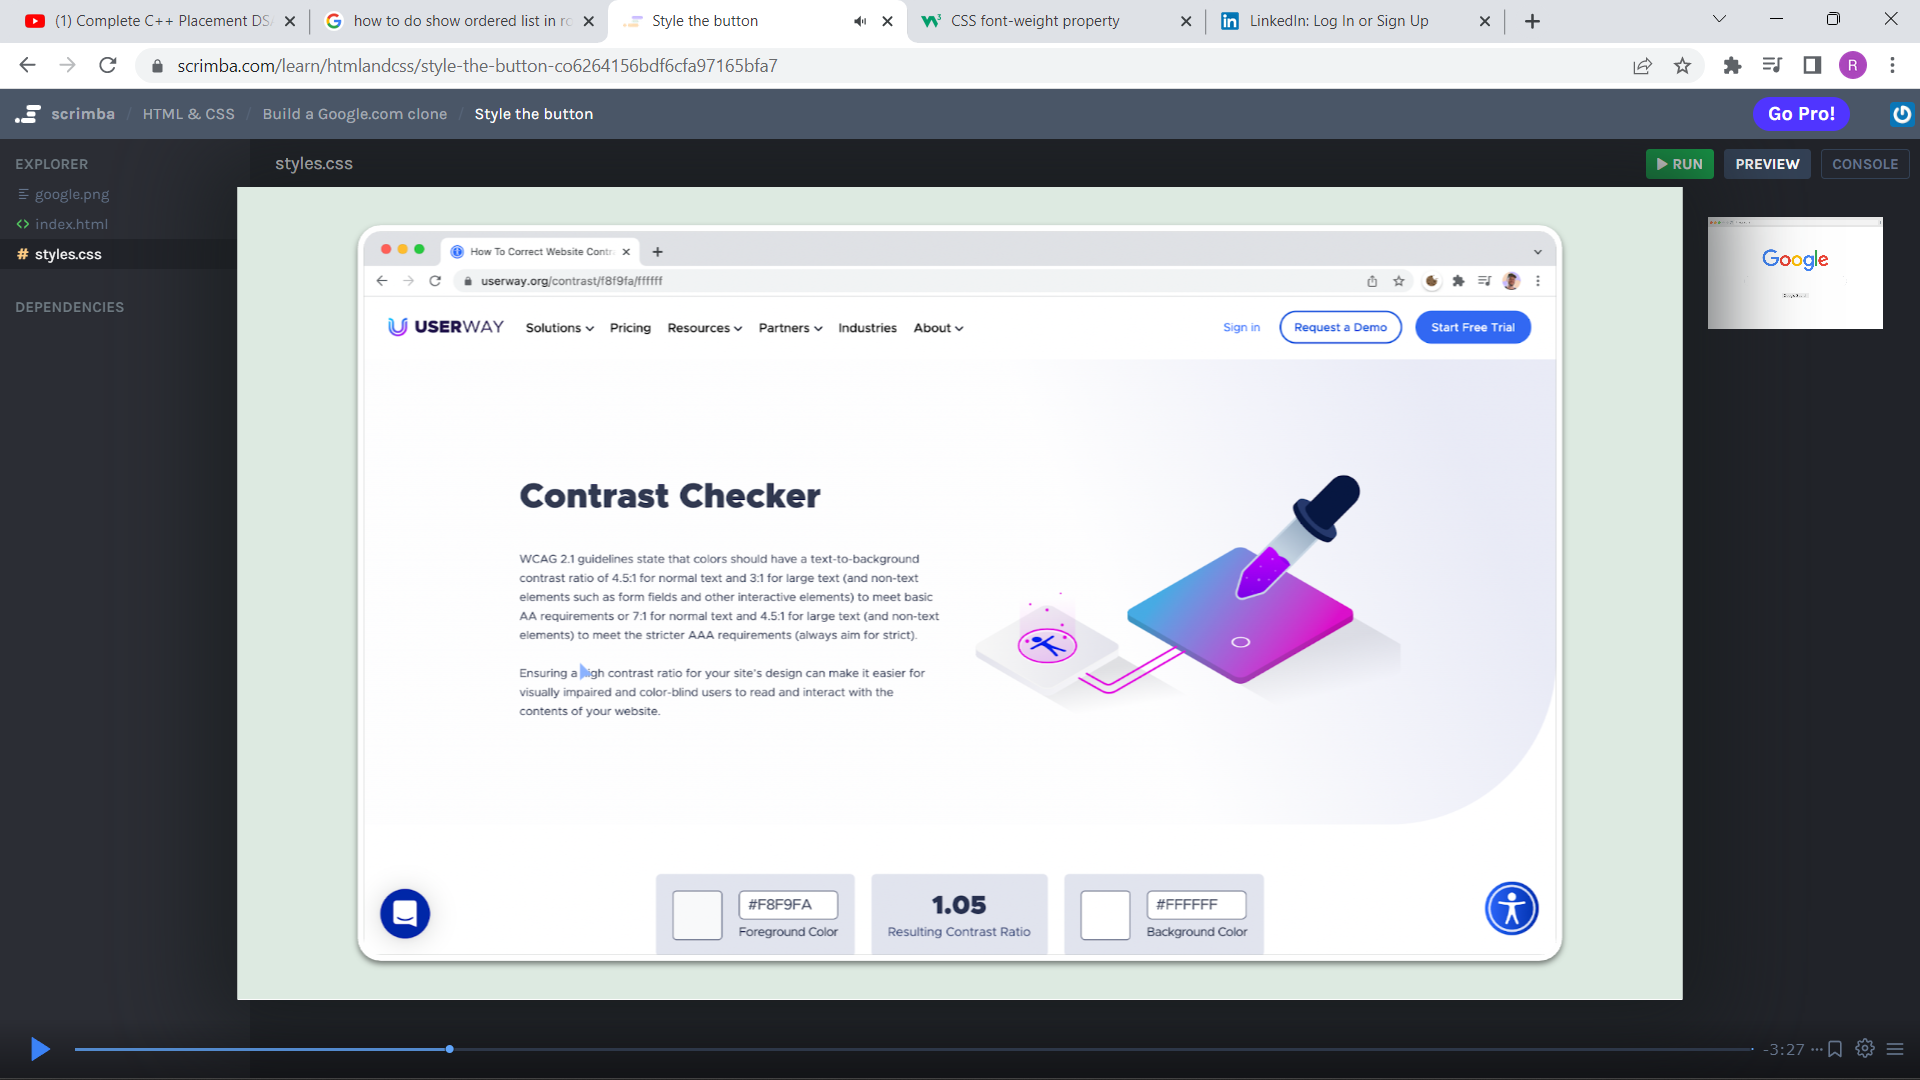 (1) Complete C++ Placement DS
how to do show ordered list in r
Style the button
CSS font-weight property
LinkedIn: Log In or Sign Up
scrimba.com/learn/htmlandcss/style-the-button-co6264156bdf6cfa97165bfa7
R
scrimba / HTML & CSS / Build a Google.com clone / Style the button
Go Pro!
EXPLORER
google.png
index.html
# styles.css
DEPENDENCIES
styles.css
RUN
PREVIEW
CONSOLE
How To Correct Website Contr
userway.org/contrast/f8f9fa/ffffff
USERWAY
Solutions
Pricing
Resources
Partners
Industries
About
Sign in
Request a Demo
Start Free Trial
Contrast Checker
WCAG 2.1 guidelines state that colors should have a text-to-background
contrast ratio of 4.5:1 for normal text and 3:1 for large text (and non-text
elements such as form fields and other interactive elements) to meet basic
AA requirements or 7:1 for normal text and 4.5:1 for large text (and non-text
elements) to meet the stricter AAA requirements (always aim for strict).
Ensuring a high contrast ratio for your site's design can make it easier for
visually impaired and color-blind users to read and interact with the
contents of your website.
#F8F9FA
Foreground Color
1.05
Resulting Contrast Ratio
#FFFFFF
Background Color
Google
-3:27